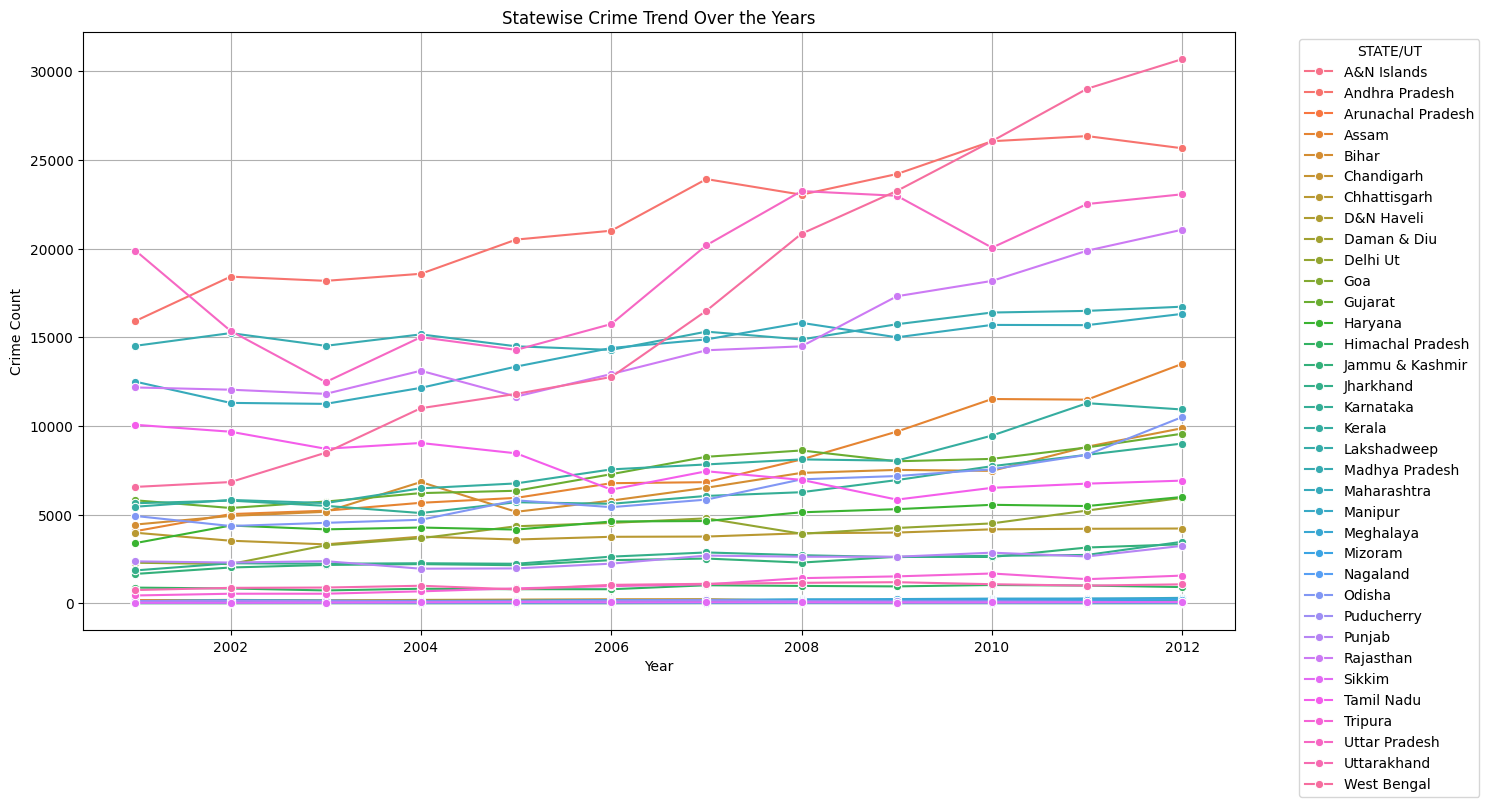 Statewise Crime Trend Over the Years
30000
25000
20000
15000
10000
5000
0
Crime Count
2002 2004 2006 2008 2010 2012
Year
STATE/UT
A&N Islands
Andhra Pradesh
Arunachal Pradesh
Assam
Bihar
Chandigarh
Chhattisgarh
D&N Haveli
Daman & Diu
Delhi Ut
Goa
Gujarat
Haryana
Himachal Pradesh
Jammu & Kashmir
Jharkhand
Karnataka
Kerala
Lakshadweep
Madhya Pradesh
Maharashtra
Manipur
Meghalaya
Mizoram
Nagaland
Odisha
Puducherry
Punjab
Rajasthan
Sikkim
Tamil Nadu
Tripura
Uttar Pradesh
Uttarakhand
West Bengal